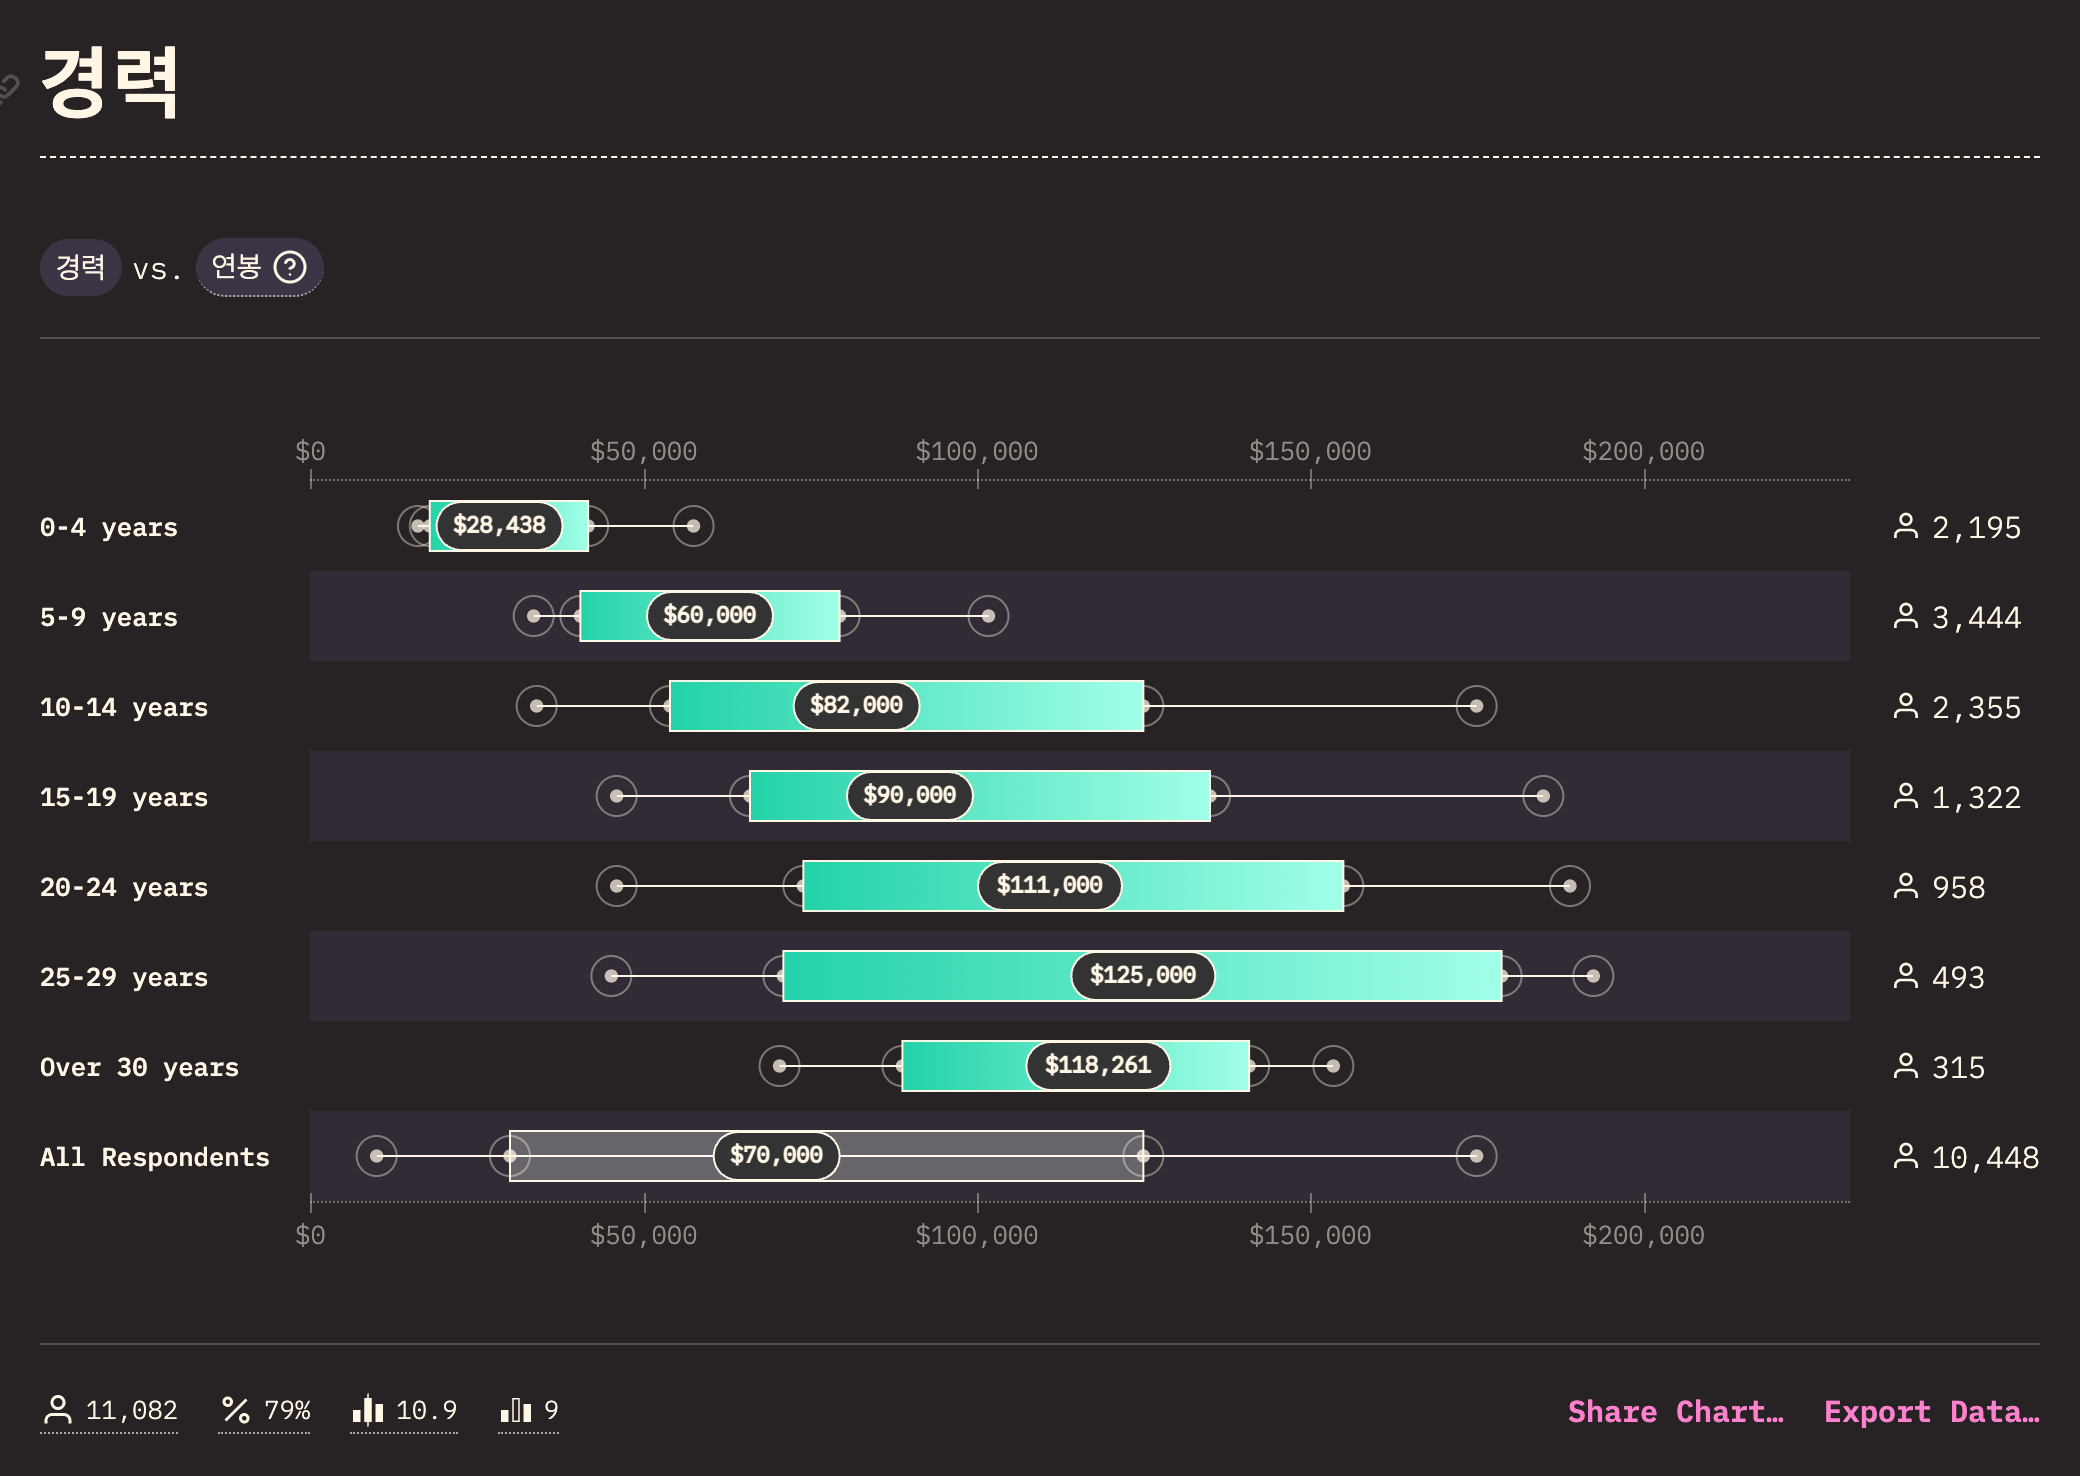 경력
경력 vs. 연봉
$0 $50,000 $100,000 $150,000 $200,000
0-4 years $28,438 2,195
5-9 years $60,000 3,444
10-14 years $82,000 2,355
15-19 years $90,000 1,322
20-24 years $111,000 958
25-29 years $125,000 493
Over 30 years $118,261 315
All Respondents $70,000 10,448
$0 $50,000 $100,000 $150,000 $200,000
11,082 79% 10.9 9 Share Chart… Export Data…